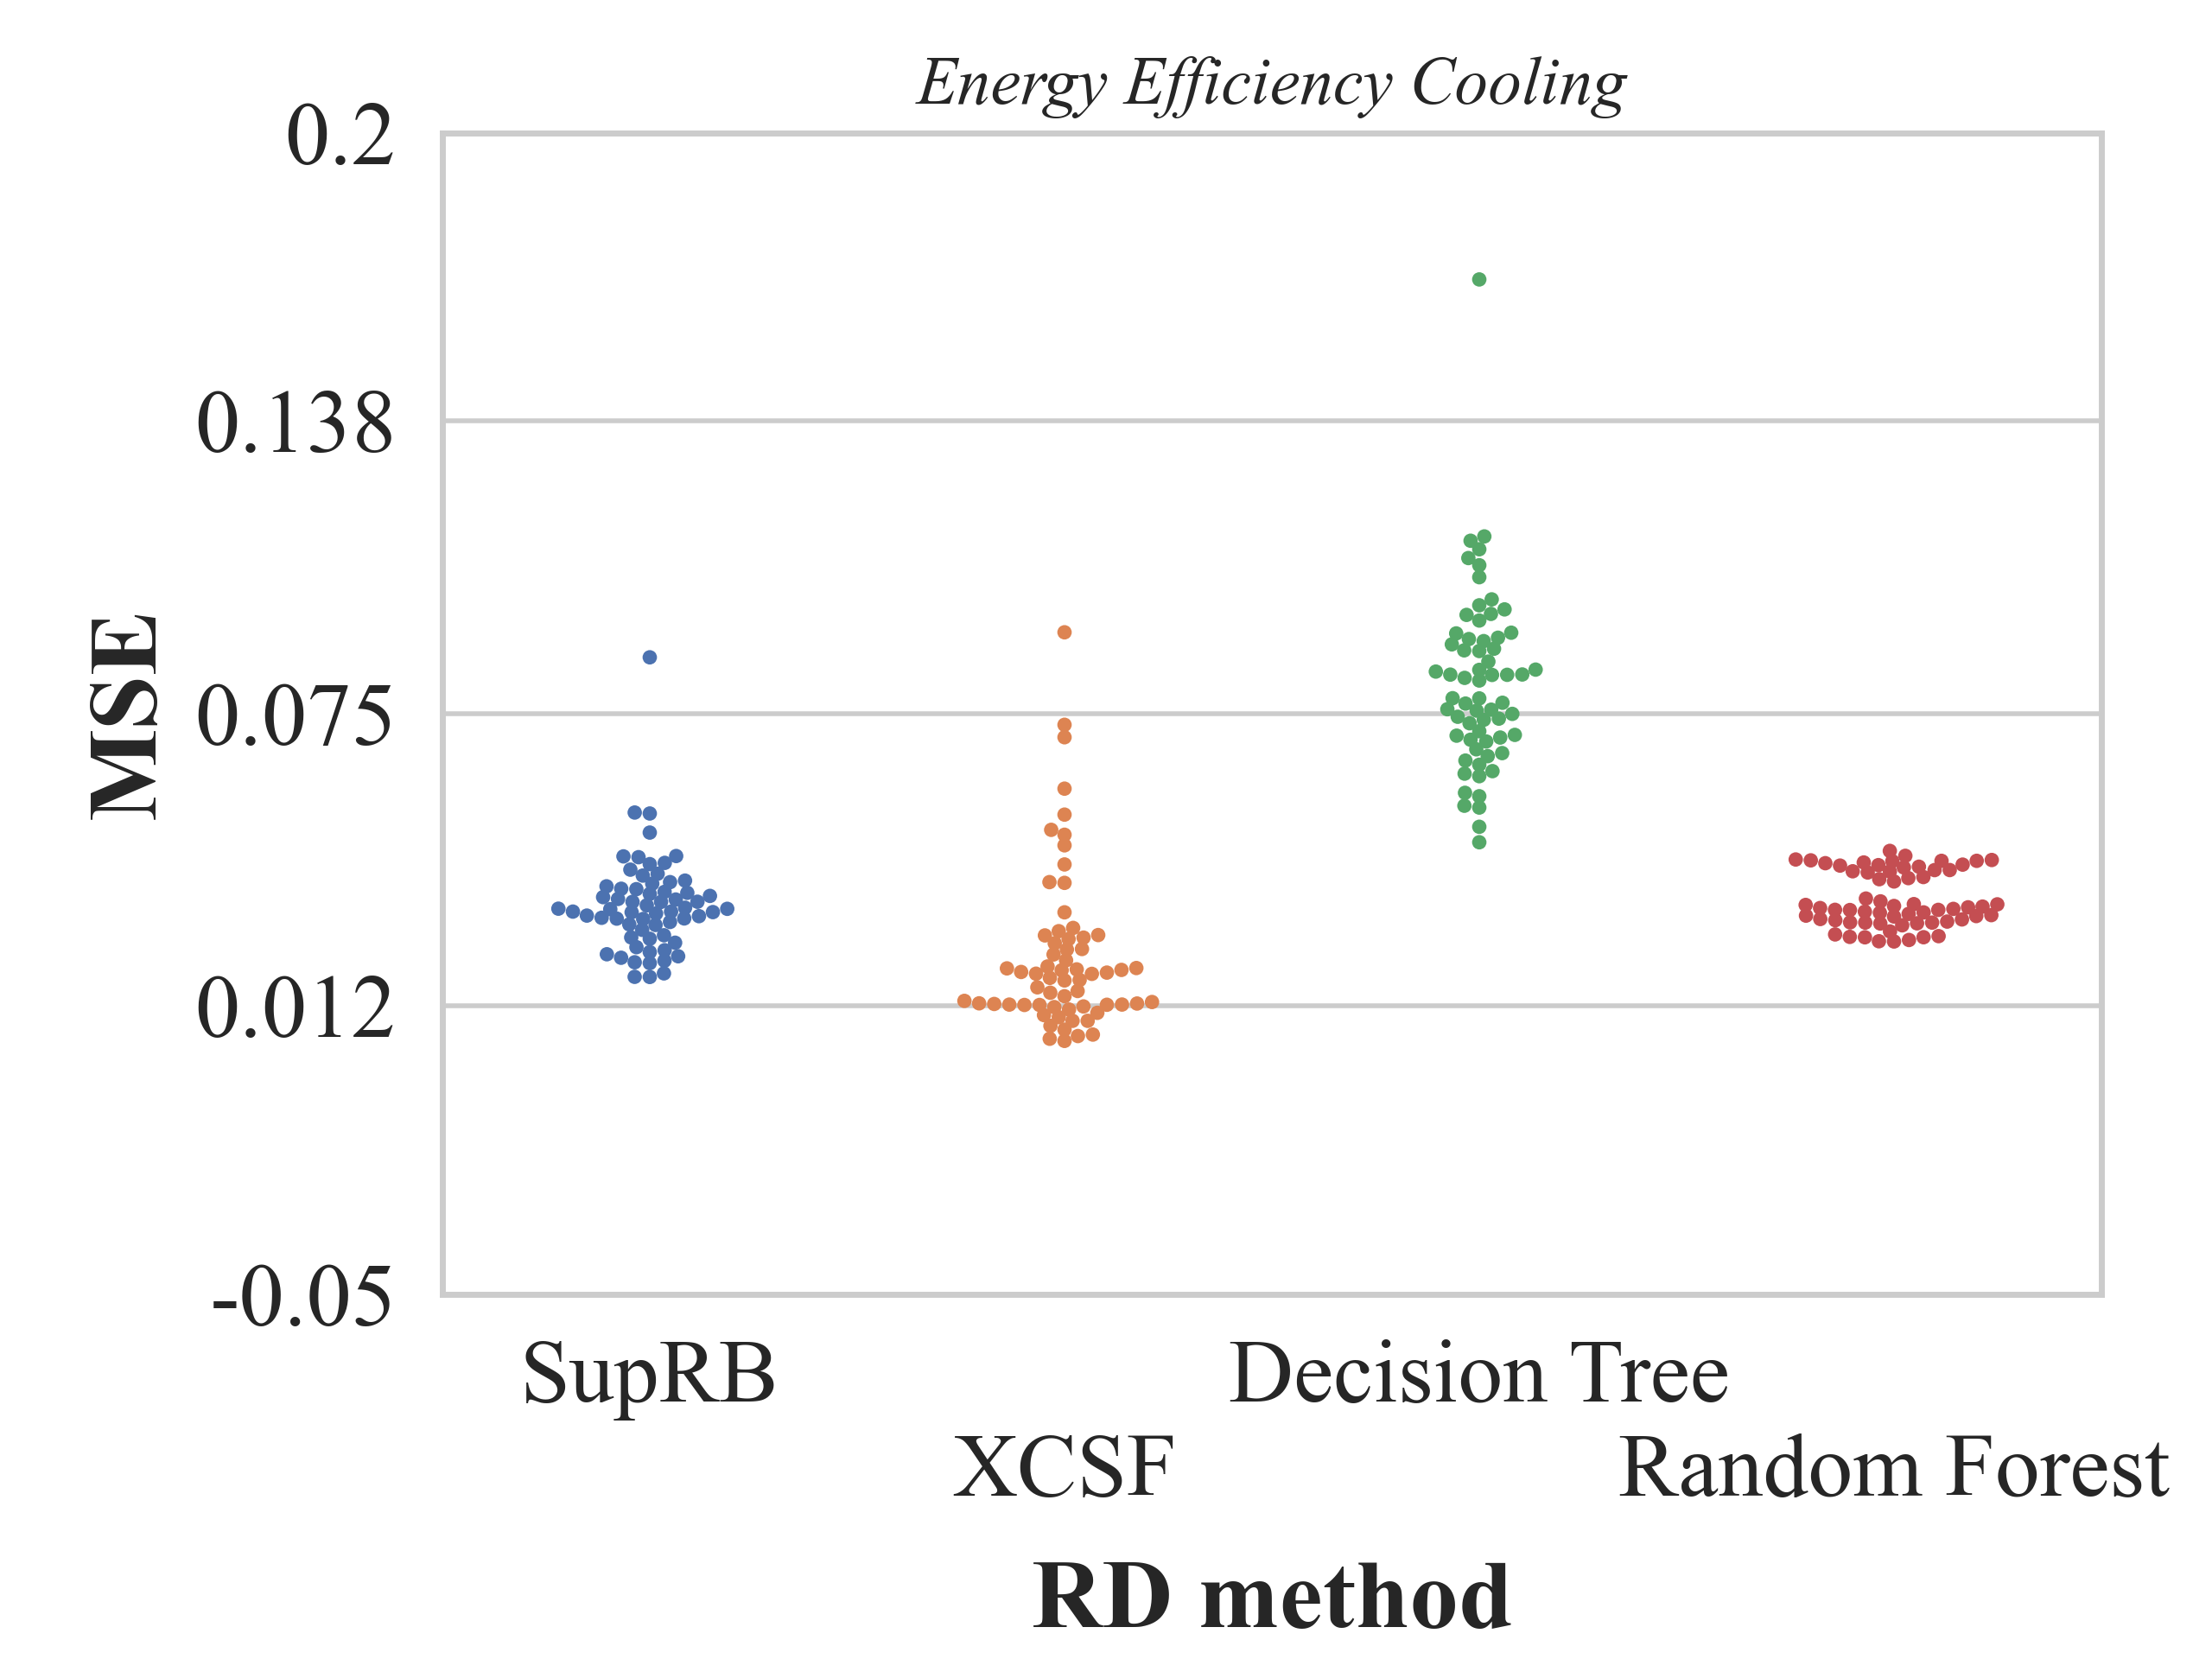 Energy Efficiency Cooling
0.2
0.138
0.075
0.012
-0.05
MSE
SupRB
Decision Tree
XCSF
Random Forest
RD method